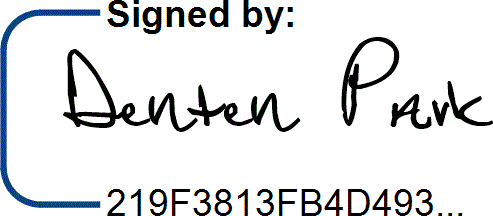 Signed by:
Denten Park
219F3813FB4D493...